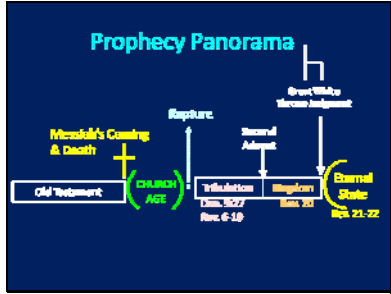 Prophecy Panorama
Great White
Throne Judgment
Rapture
Messiah's Coming
& Death
Second
Advent
Old Testament
CHURCH
AGE
Tribulation
Kingdom
Eternal
State
Dan. 9:27
Rev. 6-19
Rev. 20
Rev. 21-22